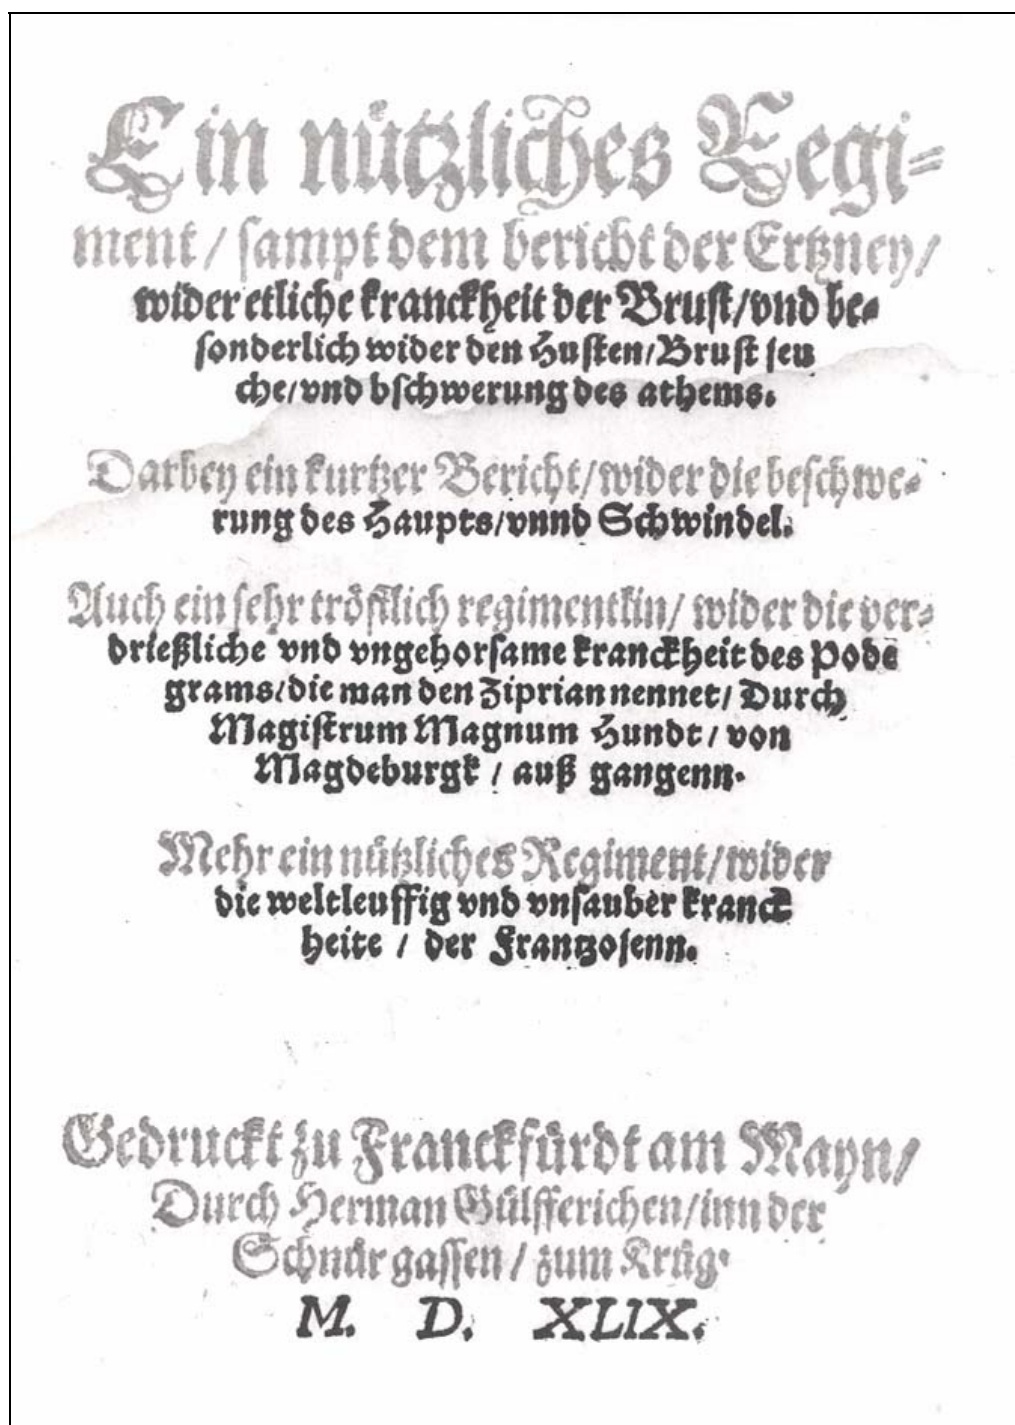 Ein nützliches Regi⸗
ment / sampt dem bericht der Ertzney /
wider etliche kranckheit der Brust / vnd be⸗
sonderlich wider den Husten / Brust seu
che / vnd bschwerung des athems.
Darbey ein kurtzer Bericht / wider die beschwe⸗
rung des Haupts / vnnd Schwindel.
Auch ein sehr tröstlich regimentlin / wider die ver⸗
drießliche vnd vngehorsame kranckheit des Pode
grams / die man den Ziprian nennet / Durch
Magistrum Magnum Hundt / von
Magdeburgk / auß gangenn.
Mehr ein nützliches Regiment / wider
die weltleuffig vnd vnsauber kranck
heite / der Frantzosenn.
Gedruckt zu Franckfürdt am Mayn /
Durch Herman Gülfferichen / inn der
Schnůr gassen / zum Krůg.
M. D. XLIX.